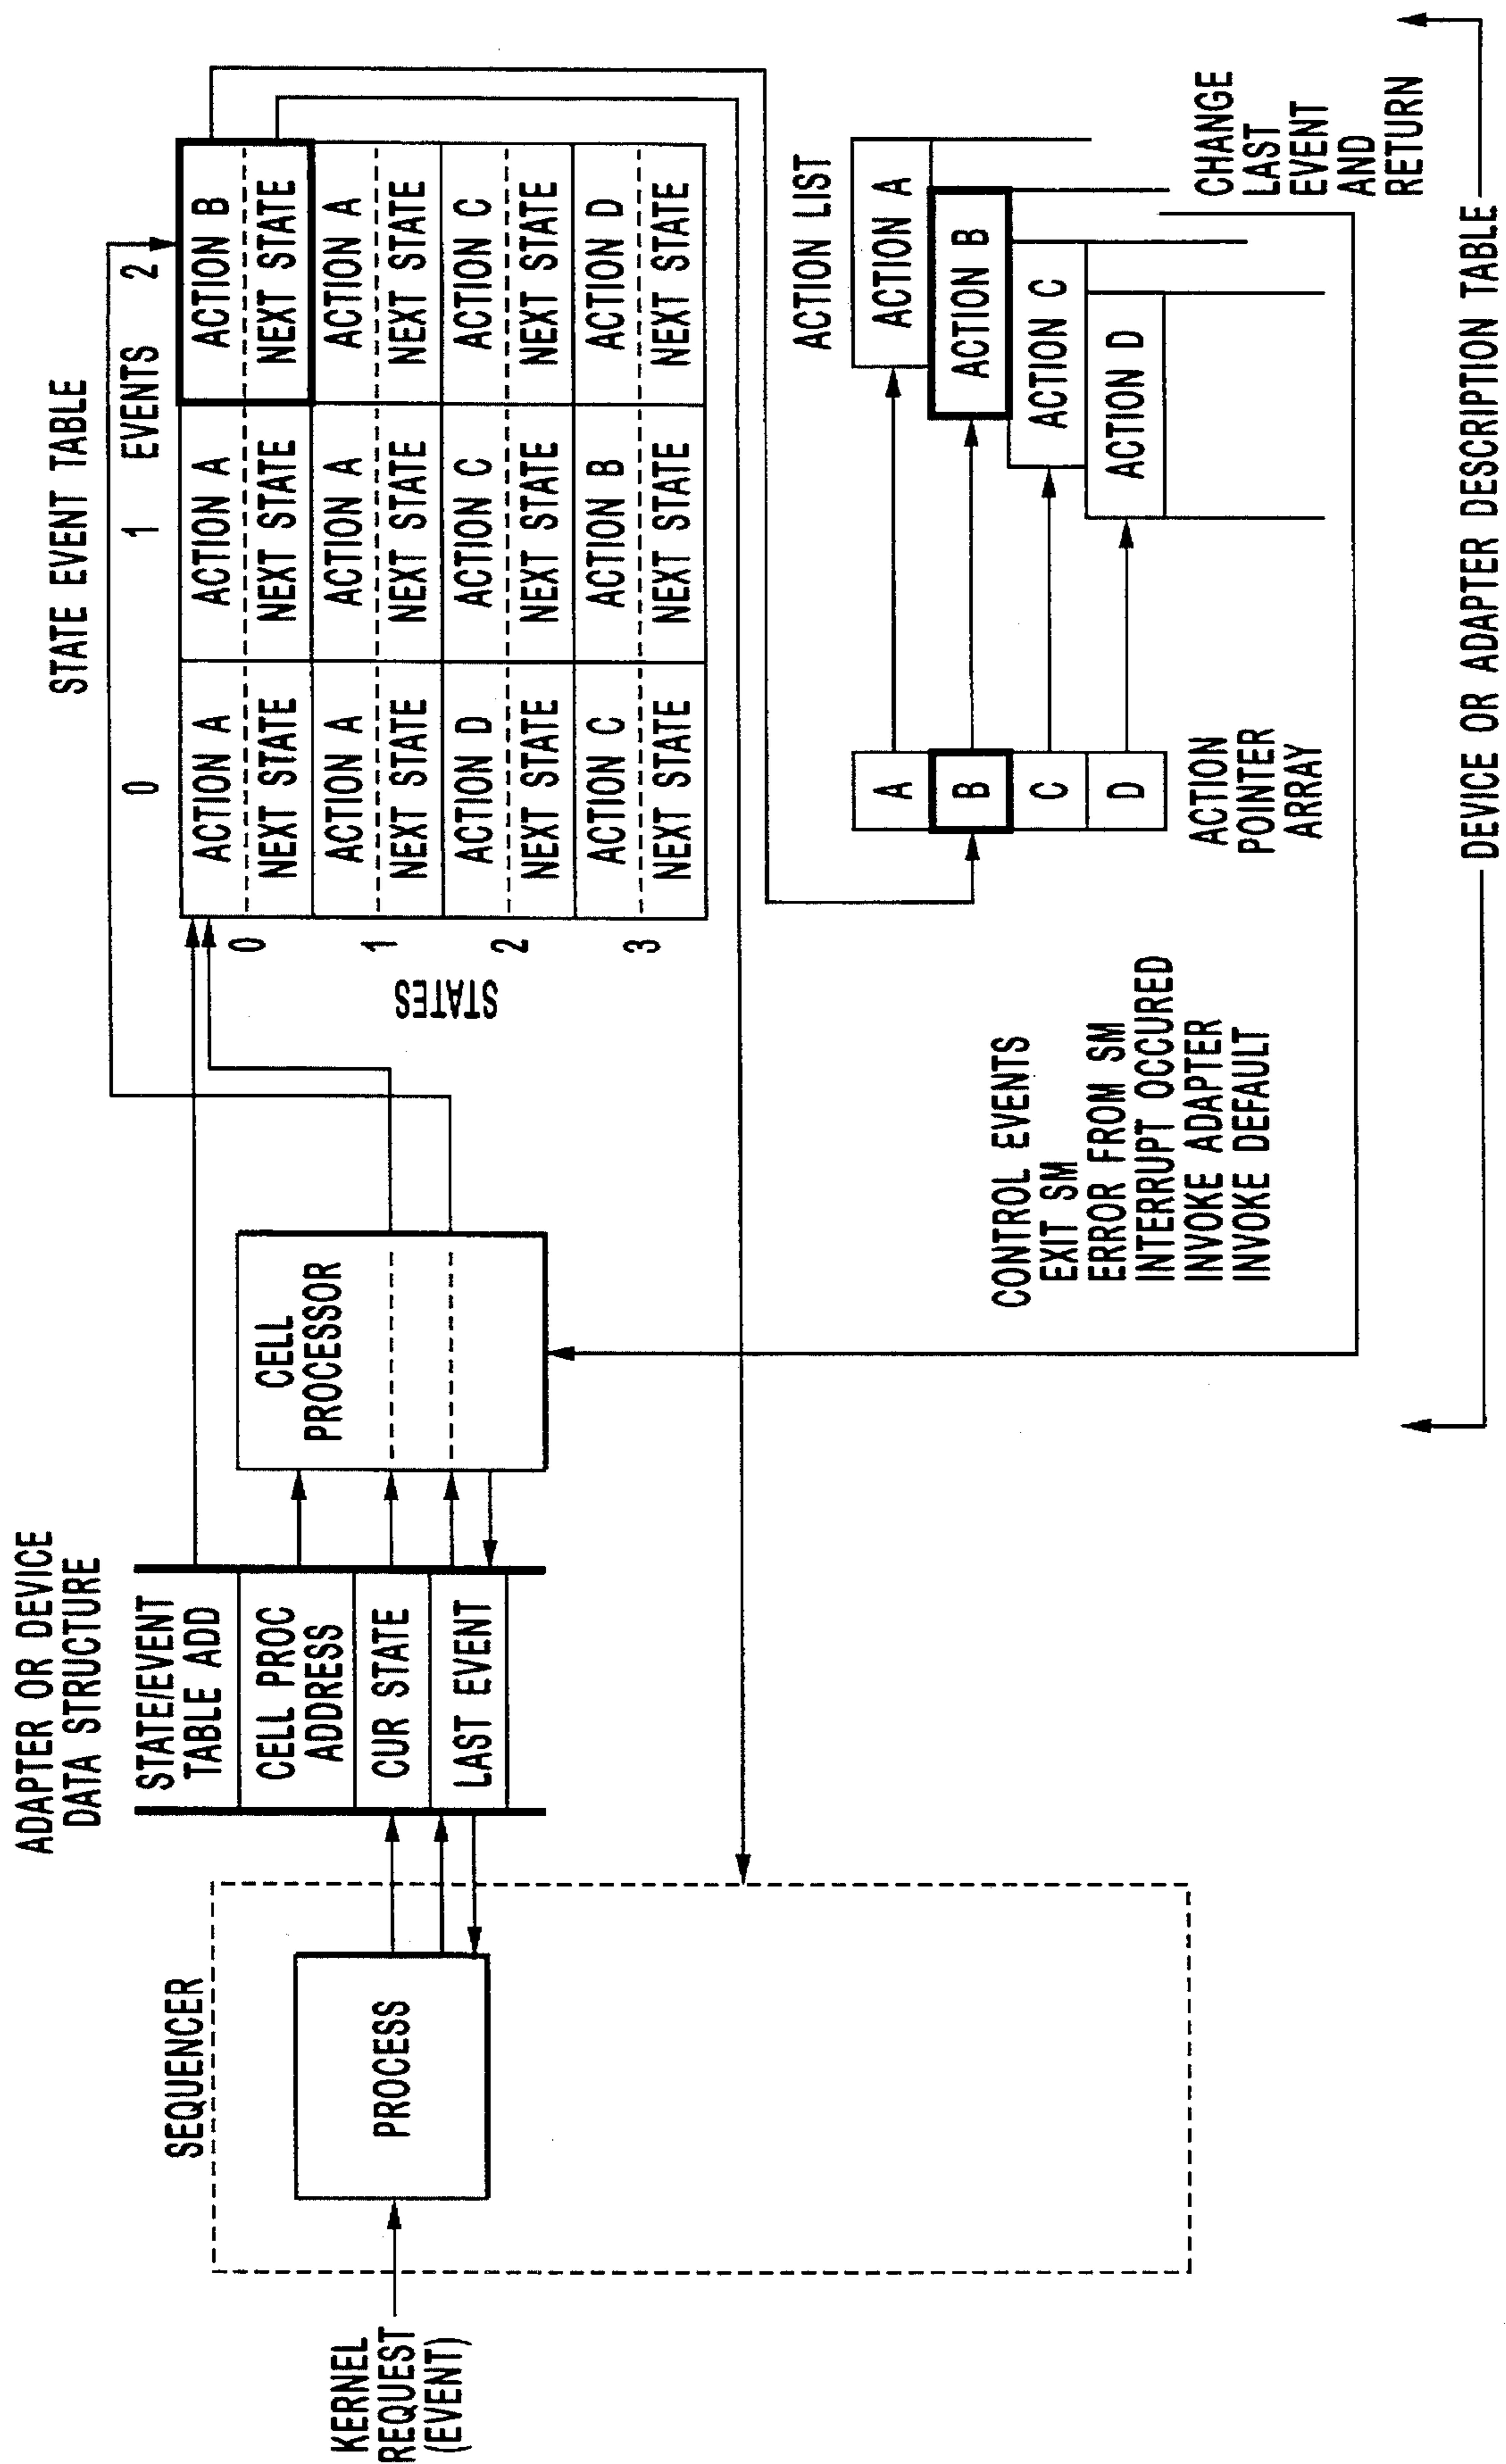 ADAPTER OR DEVICE
DATA STRUCTURE
STATE EVENT TABLE
0 1 EVENTS 2
SEQUENCER
KERNEL
REQUEST
(EVENT)
PROCESS
STATE/EVENT
TABLE ADD
CELL PROC
ADDRESS
CUR STATE
LAST EVENT
CELL
PROCESSOR
STATES
0
ACTION A ACTION A ACTION B
NEXT STATE NEXT STATE NEXT STATE
1
ACTION A ACTION A ACTION A
NEXT STATE NEXT STATE NEXT STATE
2
ACTION D ACTION C ACTION C
NEXT STATE NEXT STATE NEXT STATE
3
ACTION C ACTION B ACTION D
NEXT STATE NEXT STATE NEXT STATE
ACTION LIST
A
B
C
D
ACTION A
ACTION B
ACTION C
ACTION D
ACTION
POINTER
ARRAY
CHANGE
LAST
EVENT
AND
RETURN
CONTROL EVENTS
EXIT SM
ERROR FROM SM
INTERRUPT OCCURED
INVOKE ADAPTER
INVOKE DEFAULT
DEVICE OR ADAPTER DESCRIPTION TABLE